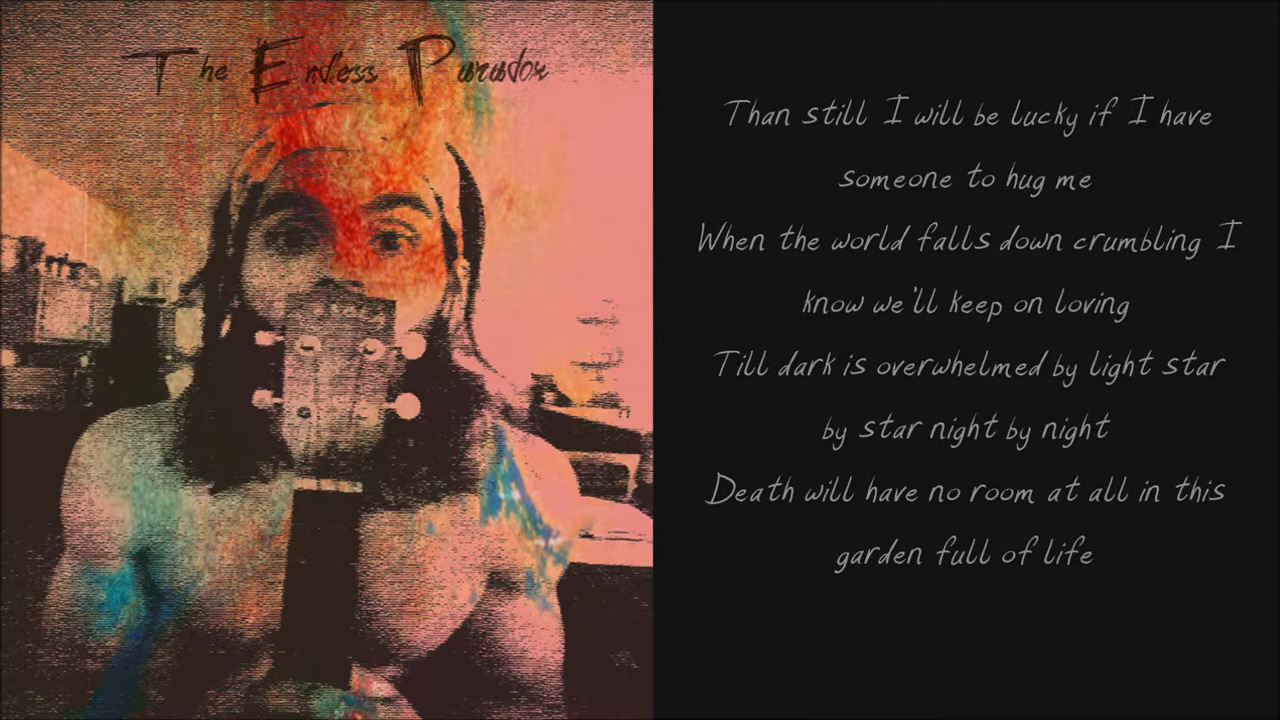 The Endless Paradox
Than still I will be lucky if I have
someone to hug me
When the world falls down crumbling I
know we'll keep on loving
Till dark is overwhelmed by light star
by star night by night
Death will have no room at all in this
garden full of life